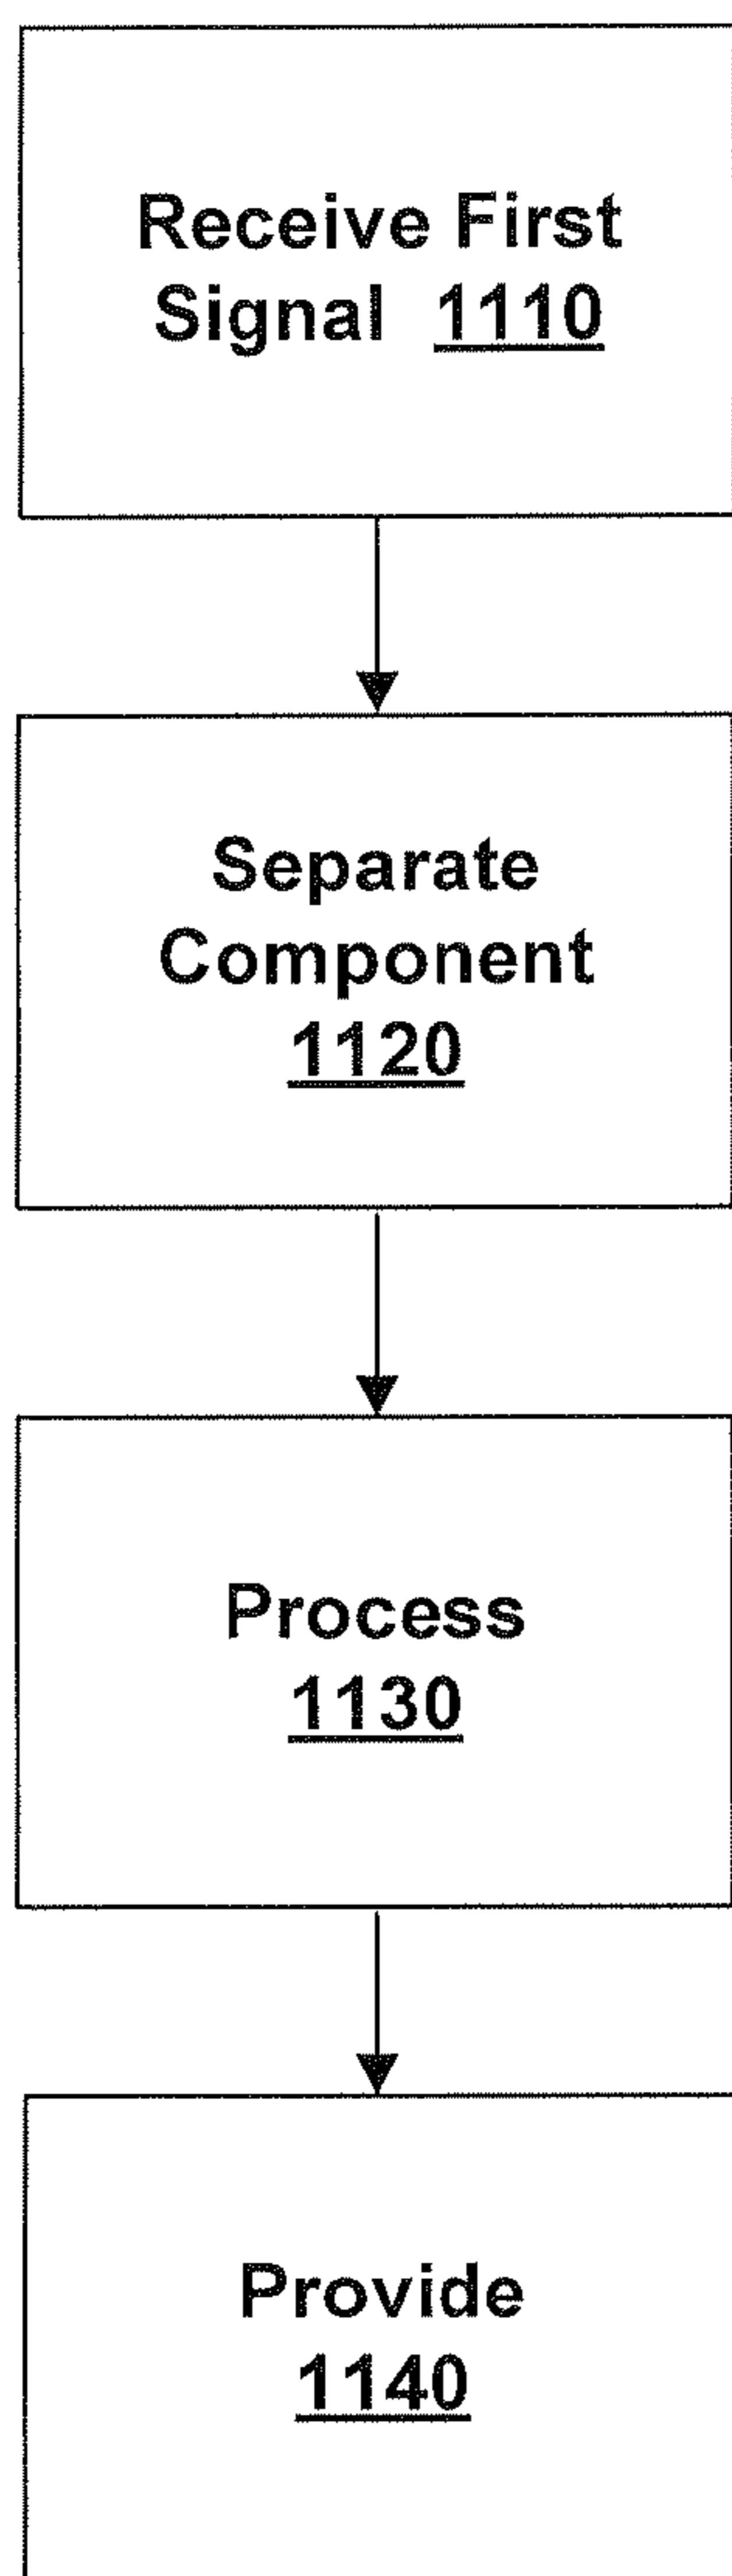 Receive First
Signal 1110
Separate
Component
1120
Process
1130
Provide
1140